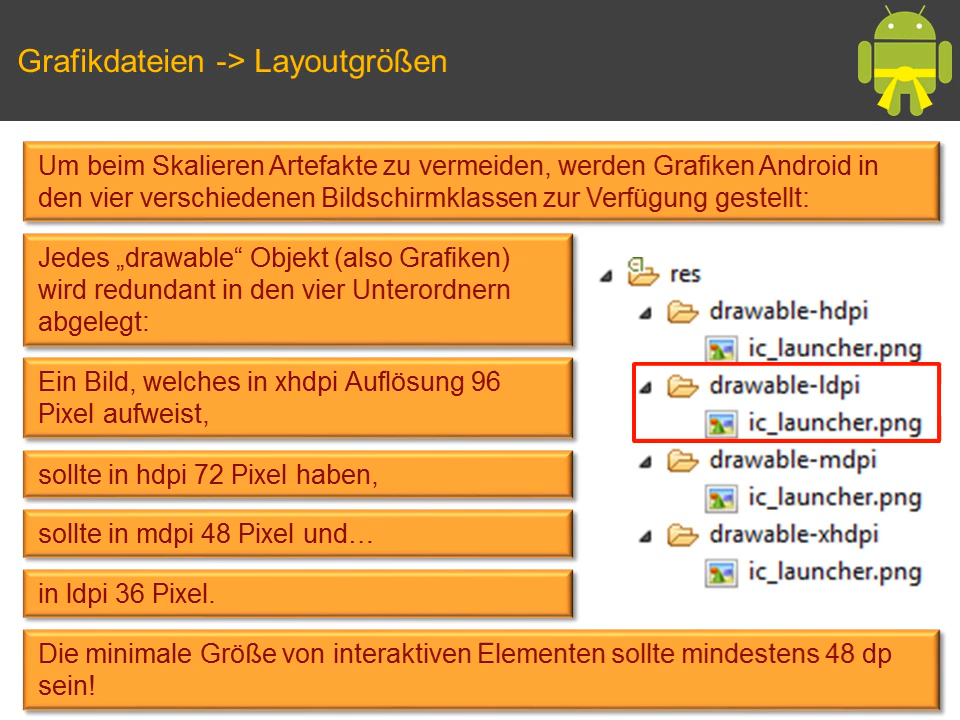 Grafikdateien -> Layoutgrößen
Um beim Skalieren Artefakte zu vermeiden, werden Grafiken Android in
den vier verschiedenen Bildschirmklassen zur Verfügung gestellt:
Jedes „drawable“ Objekt (also Grafiken)
wird redundant in den vier Unterordnern
abgelegt:
Ein Bild, welches in xhdpi Auflösung 96
Pixel aufweist,
sollte in hdpi 72 Pixel haben,
sollte in mdpi 48 Pixel und…
in ldpi 36 Pixel.
res
drawable-hdpi
ic_launcher.png
drawable-ldpi
ic_launcher.png
drawable-mdpi
ic_launcher.png
drawable-xhdpi
ic_launcher.png
Die minimale Größe von interaktiven Elementen sollte mindestens 48 dp
sein!